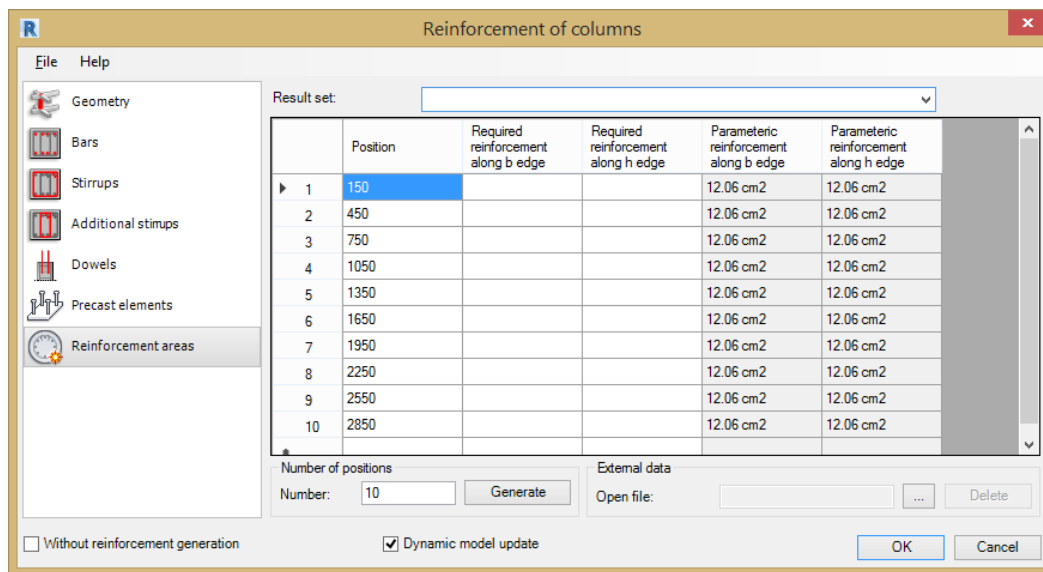 R
Reinforcement of columns
x
File Help
Geometry
Bars
Stirrups
Additional stirrups
Dowels
Precast elements
Reinforcement areas
Result set:
Position
Required reinforcement along b edge
Required reinforcement along h edge
Parameteric reinforcement along b edge
Parameteric reinforcement along h edge
1 150 12.06 cm2 12.06 cm2
2 450 12.06 cm2 12.06 cm2
3 750 12.06 cm2 12.06 cm2
4 1050 12.06 cm2 12.06 cm2
5 1350 12.06 cm2 12.06 cm2
6 1650 12.06 cm2 12.06 cm2
7 1950 12.06 cm2 12.06 cm2
8 2250 12.06 cm2 12.06 cm2
9 2550 12.06 cm2 12.06 cm2
10 2850 12.06 cm2 12.06 cm2
Number of positions
Number: 10 Generate
External data
Open file: ... Delete
Without reinforcement generation
Dynamic model update
OK Cancel